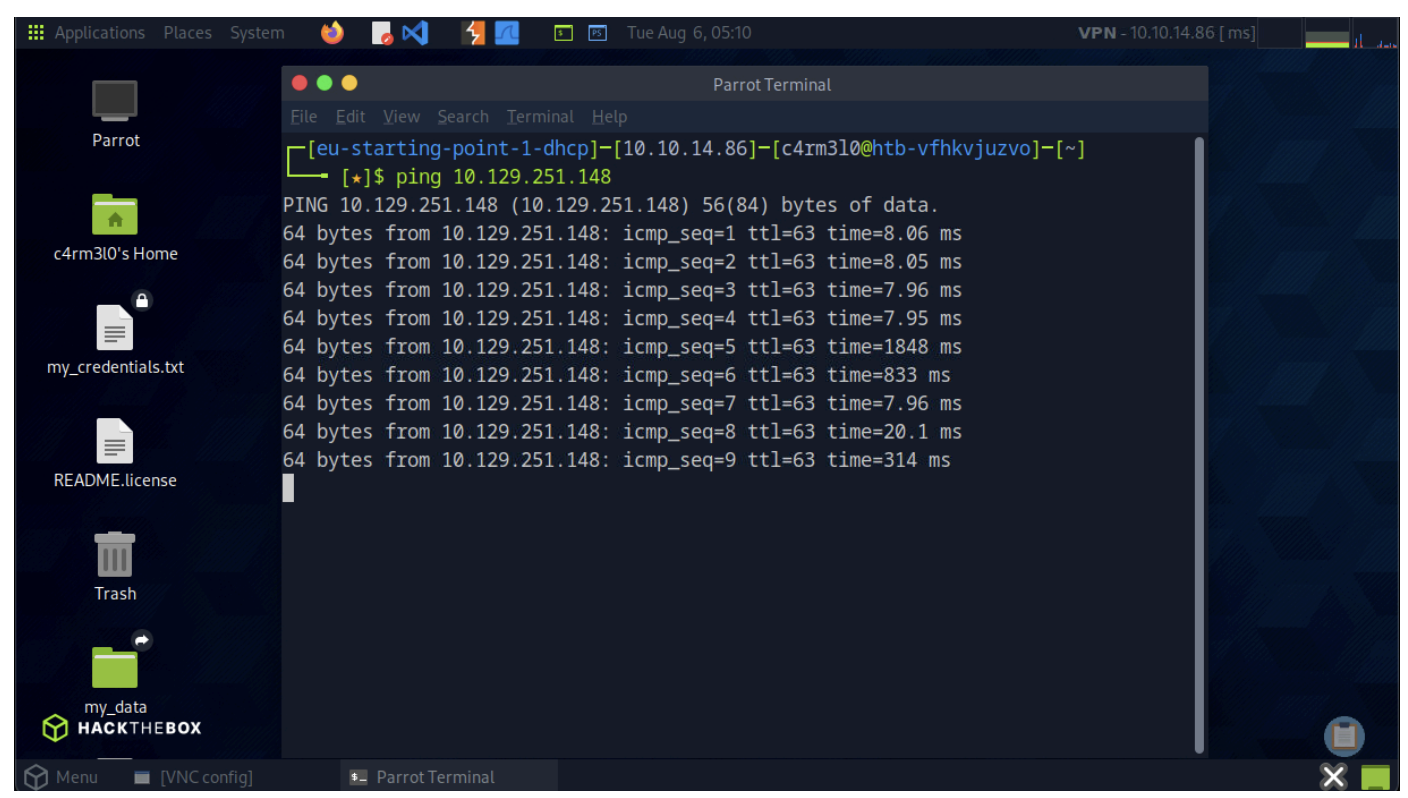 Applications Places System Tue Aug 6, 05:10 VPN - 10.10.14.86 [ ms]
Parrot Terminal
File Edit View Search Terminal Help
┌─[eu-starting-point-1-dhcp]─[10.10.14.86]─[c4rm3l0@htb-vfhkvjuzvo]─[~]
└──╼ [★]$ ping 10.129.251.148
PING 10.129.251.148 (10.129.251.148) 56(84) bytes of data.
64 bytes from 10.129.251.148: icmp_seq=1 ttl=63 time=8.06 ms
64 bytes from 10.129.251.148: icmp_seq=2 ttl=63 time=8.05 ms
64 bytes from 10.129.251.148: icmp_seq=3 ttl=63 time=7.96 ms
64 bytes from 10.129.251.148: icmp_seq=4 ttl=63 time=7.95 ms
64 bytes from 10.129.251.148: icmp_seq=5 ttl=63 time=1848 ms
64 bytes from 10.129.251.148: icmp_seq=6 ttl=63 time=833 ms
64 bytes from 10.129.251.148: icmp_seq=7 ttl=63 time=7.96 ms
64 bytes from 10.129.251.148: icmp_seq=8 ttl=63 time=20.1 ms
64 bytes from 10.129.251.148: icmp_seq=9 ttl=63 time=314 ms
Parrot
c4rm3l0's Home
my_credentials.txt
README.license
Trash
my_data
HACKTHEBOX
Menu [VNC config] Parrot Terminal